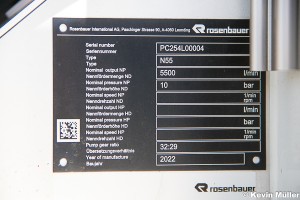 Rosenbauer International AG, Paschinger Strasse 90, A-4060 Leonding
rosenbauer
Serial number PC254L00004
Seriennummer
Type N55
Type
Nominal output NP 5500 l/min
Nennfördermenge ND
Nominal pressure NP 10 bar
Nennförderhöhe ND
Nominal speed NP 1/min
Nenndrehzahl ND rpm
Nominal output HP l/min
Nennfördermenge HD
Nominal pressure HP bar
Nennförderhöhe HD
Nominal speed HP 1/min
Nenndrehzahl HD rpm
Pump gear ratio 32:29
Übersetzungsverhältnis
Year of manufacture 2022
Baujahr
rosenbauer
© Kevin Müller